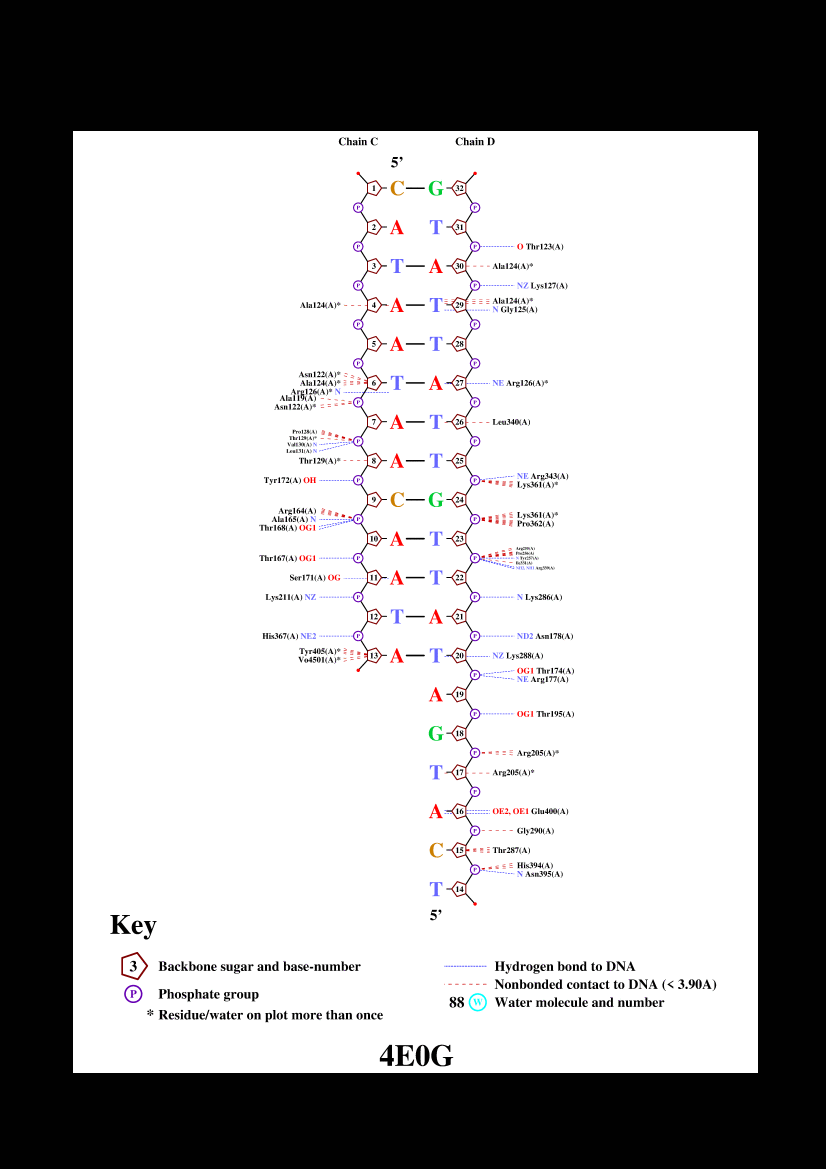 Chain C Chain D
5’
1 C G 32
P P
2 A T 31
P P O Thr123(A)
3 T A 30 Ala124(A)*
P P NZ Lys127(A)
Ala124(A)* 4 A T 29 Ala124(A)*
N Gly125(A)
P P
5 A T 28
P P
Asn122(A)*
Ala124(A)* 6 T A 27 NE Arg126(A)*
Arg126(A)* N
Ala119(A)
Asn122(A)* P P
7 A T 26 Leu340(A)
Pro128(A)
Thr129(A)* P P
Val130(A) N
Leu131(A) N
Thr129(A)* 8 A T 25
Tyr172(A) OH P P NE Arg343(A)
Lys361(A)*
9 C G 24
Arg164(A)
Ala165(A) N P P Lys361(A)*
Thr168(A) OG1 Pro362(A)
10 A T 23
Thr167(A) OG1 P P
N Tyr257(A)
Ser171(A) OG 11 A T 22
Lys211(A) NZ P P N Lys286(A)
12 T A 21
His367(A) NE2 P P ND2 Asn178(A)
Tyr405(A)*
Vo4501(A)* 13 A T 20 NZ Lys288(A)
P OG1 Thr174(A)
NE Arg177(A)
A 19
P OG1 Thr195(A)
G 18
P Arg205(A)*
T 17 Arg205(A)*
P
A 16 OE2, OE1 Glu400(A)
P Gly290(A)
C 15 Thr287(A)
P His394(A)
N Asn395(A)
T 14
5’
Key
3 Backbone sugar and base-number
P Phosphate group
* Residue/water on plot more than once
Hydrogen bond to DNA
Nonbonded contact to DNA (< 3.90A)
88 W Water molecule and number
4E0G